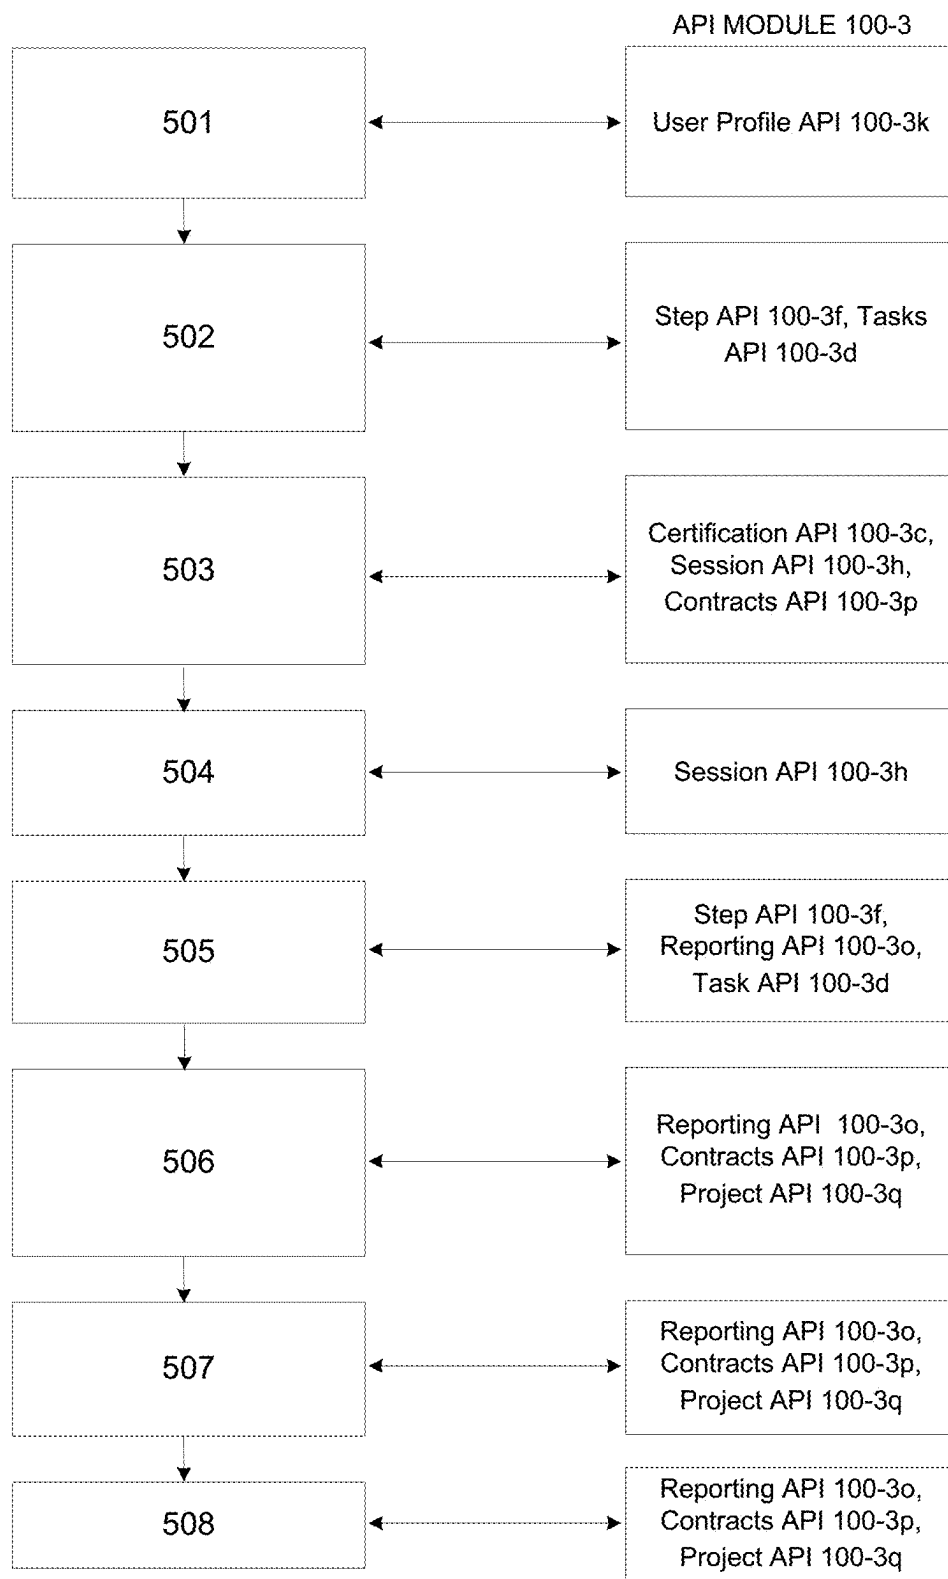 API MODULE 100-3
501
User Profile API 100-3k
502
Step API 100-3f, Tasks
API 100-3d
503
Certification API 100-3c,
Session API 100-3h,
Contracts API 100-3p
504
Session API 100-3h
505
Step API 100-3f,
Reporting API 100-3o,
Task API 100-3d
506
Reporting API  100-3o,
Contracts API 100-3p,
Project API 100-3q
507
Reporting API 100-3o,
Contracts API 100-3p,
Project API 100-3q
508
Reporting API 100-3o,
Contracts API 100-3p,
Project API 100-3q